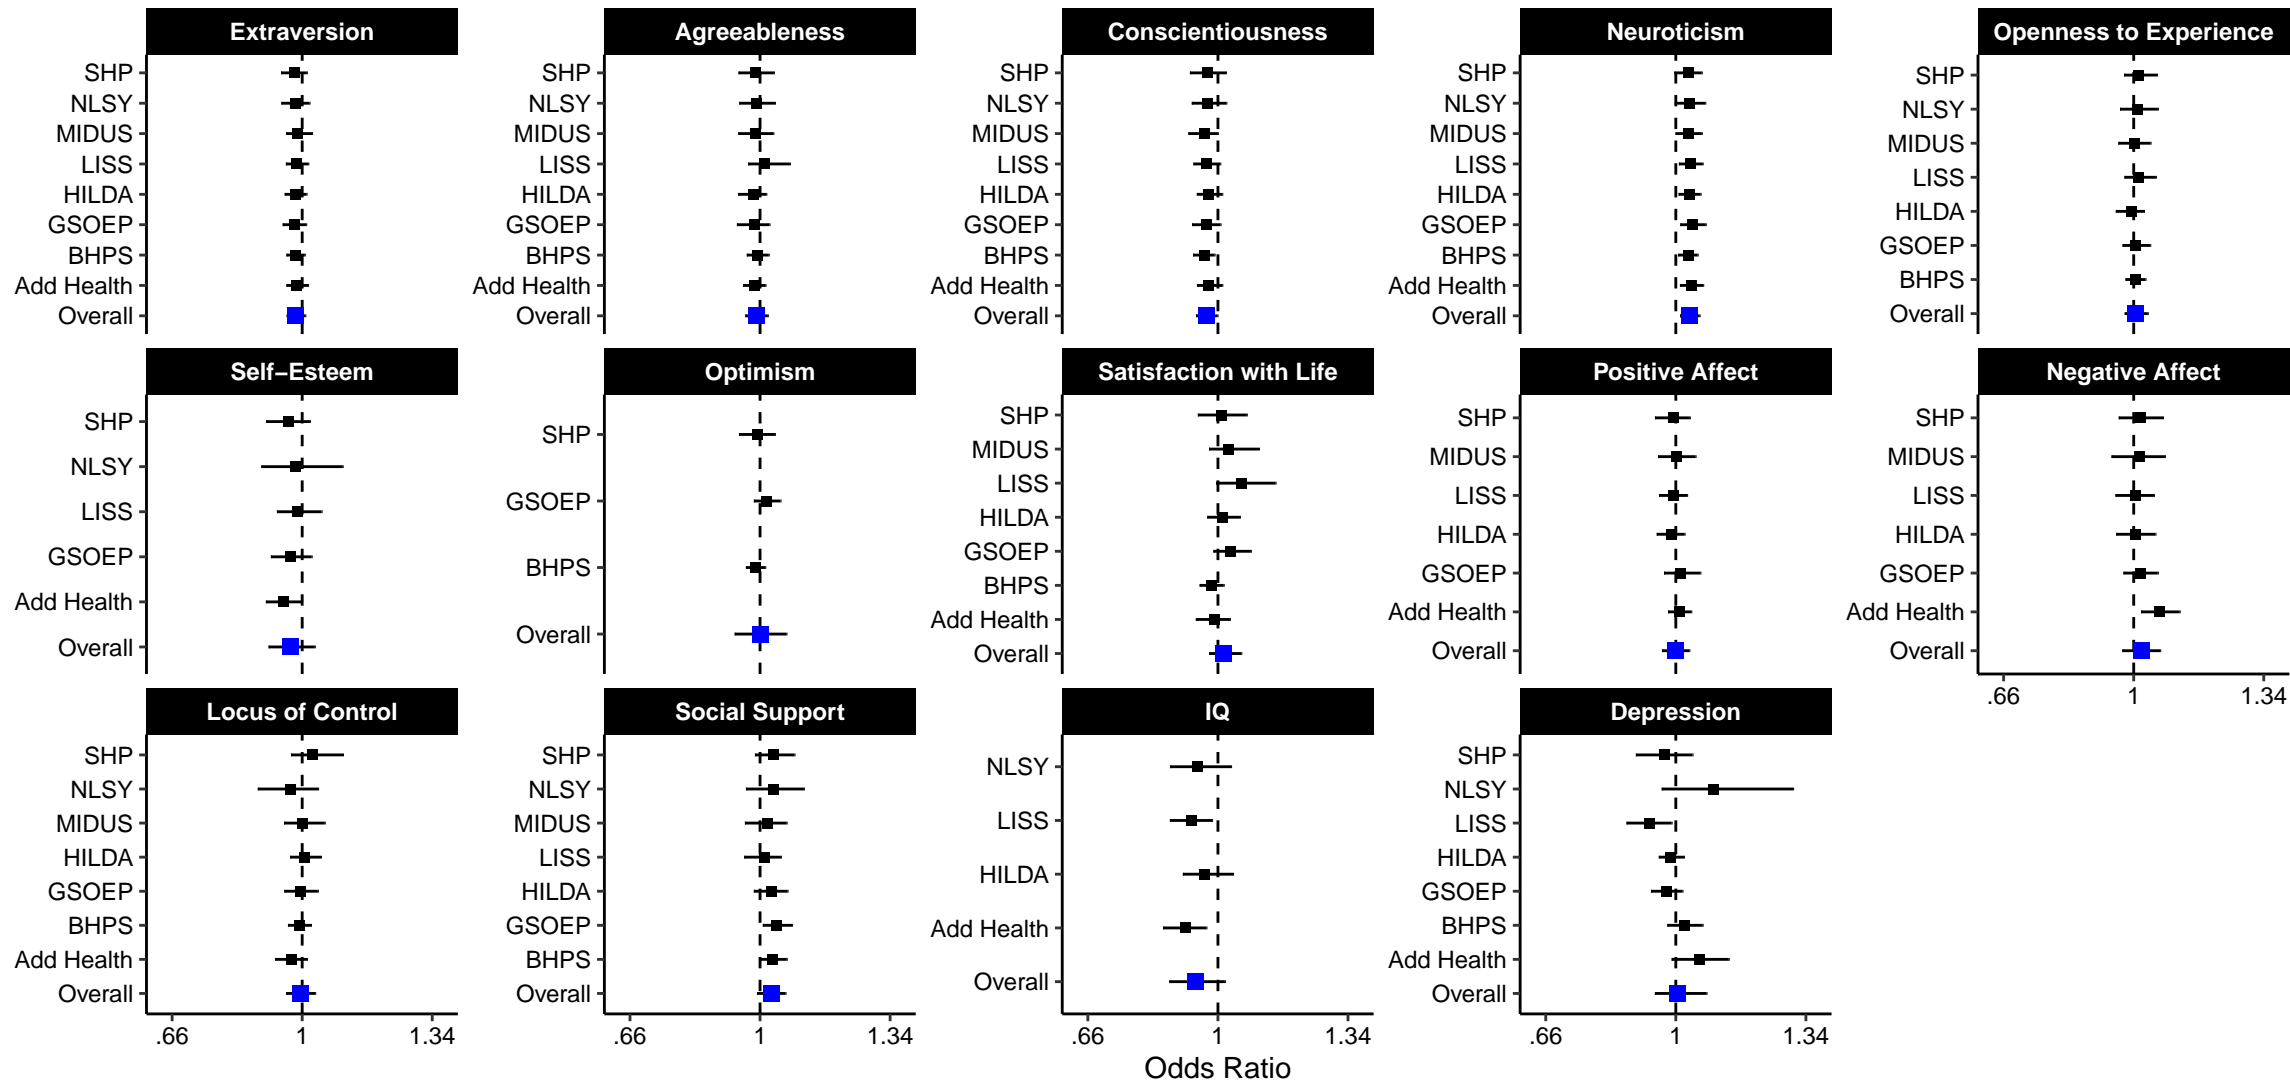 Extraversion
SHP
NLSY
MIDUS
LISS
HILDA
GSOEP
BHPS
Add Health
Overall
Agreeableness
SHP
NLSY
MIDUS
LISS
HILDA
GSOEP
BHPS
Add Health
Overall
Conscientiousness
SHP
NLSY
MIDUS
LISS
HILDA
GSOEP
BHPS
Add Health
Overall
Neuroticism
SHP
NLSY
MIDUS
LISS
HILDA
GSOEP
BHPS
Add Health
Overall
Openness to Experience
SHP
NLSY
MIDUS
LISS
HILDA
GSOEP
BHPS
Overall
Self−Esteem
SHP
NLSY
LISS
GSOEP
Add Health
Overall
Optimism
SHP
GSOEP
BHPS
Overall
Satisfaction with Life
SHP
MIDUS
LISS
HILDA
GSOEP
BHPS
Add Health
Overall
Positive Affect
SHP
MIDUS
LISS
HILDA
GSOEP
Add Health
Overall
Negative Affect
SHP
MIDUS
LISS
HILDA
GSOEP
Add Health
Overall
.66 1 1.34
Locus of Control
SHP
NLSY
MIDUS
HILDA
GSOEP
BHPS
Add Health
Overall
.66 1 1.34
Social Support
SHP
NLSY
MIDUS
LISS
HILDA
GSOEP
BHPS
Overall
.66 1 1.34
IQ
NLSY
LISS
HILDA
Add Health
Overall
.66 1 1.34
Depression
SHP
NLSY
LISS
HILDA
GSOEP
BHPS
Add Health
Overall
.66 1 1.34
Odds Ratio